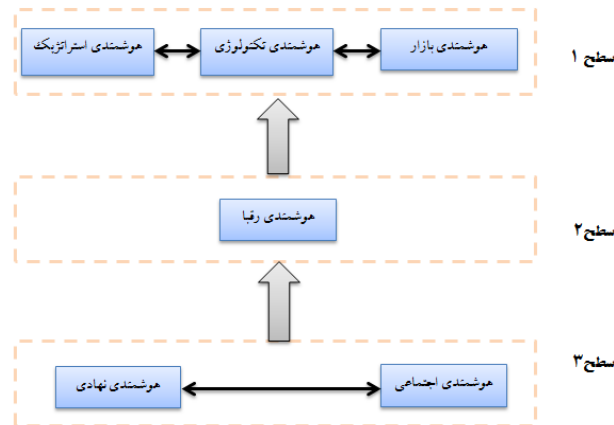 هوشمندی بازار
هوشمندی تکنولوژی
هوشمندی استراتژیک
سطح ۱
هوشمندی رقبا
سطح۲
سطح۳
هوشمندی اجتماعی
هوشمندی نهادی